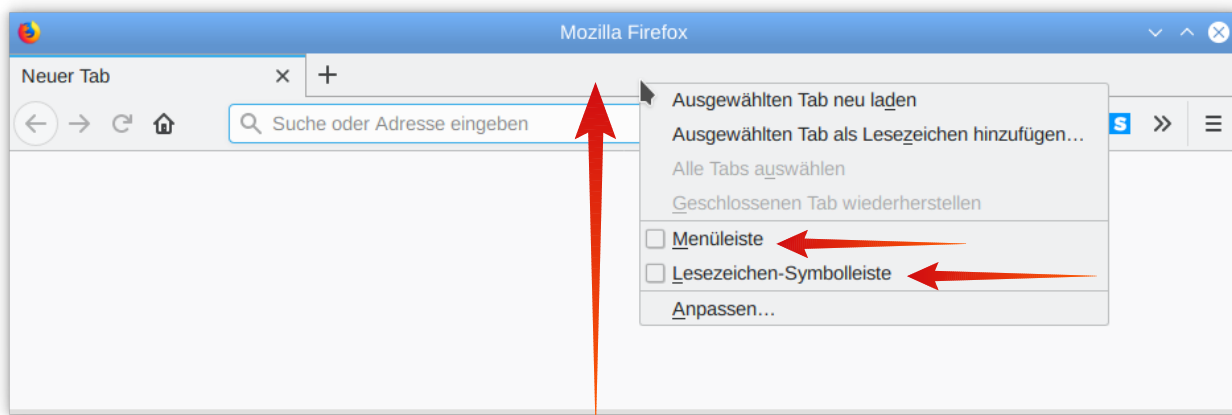 Mozilla Firefox
Neuer Tab
Suche oder Adresse eingeben
S
Ausgewählten Tab neu laden
Ausgewählten Tab als Lesezeichen hinzufügen…
Alle Tabs auswählen
Geschlossenen Tab wiederherstellen
Menüleiste
Lesezeichen-Symbolleiste
Anpassen…